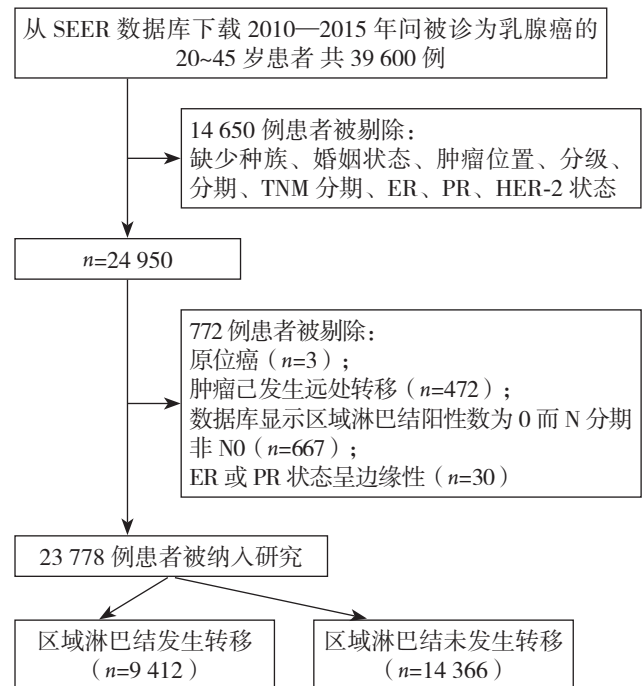 从 SEER 数据库下载 2010—2015 年问被诊为乳腺癌的
20~45 岁患者 共 39 600 例
14 650 例患者被剔除：
缺少种族、婚姻状态、肿瘤位置、分级、
分期、TNM 分期、ER、PR、HER-2 状态
n=24 950
772 例患者被剔除：
原位癌（n=3）；
肿瘤己发生远处转移（n=472）；
数据库显示区域淋巴结阳性数为 0 而 N 分期
非 N0（n=667）；
ER 或 PR 状态呈边缘性（n=30）
23 778 例患者被纳入研究
区域淋巴结发生转移
（n=9 412）
区域淋巴结未发生转移
（n=14 366）